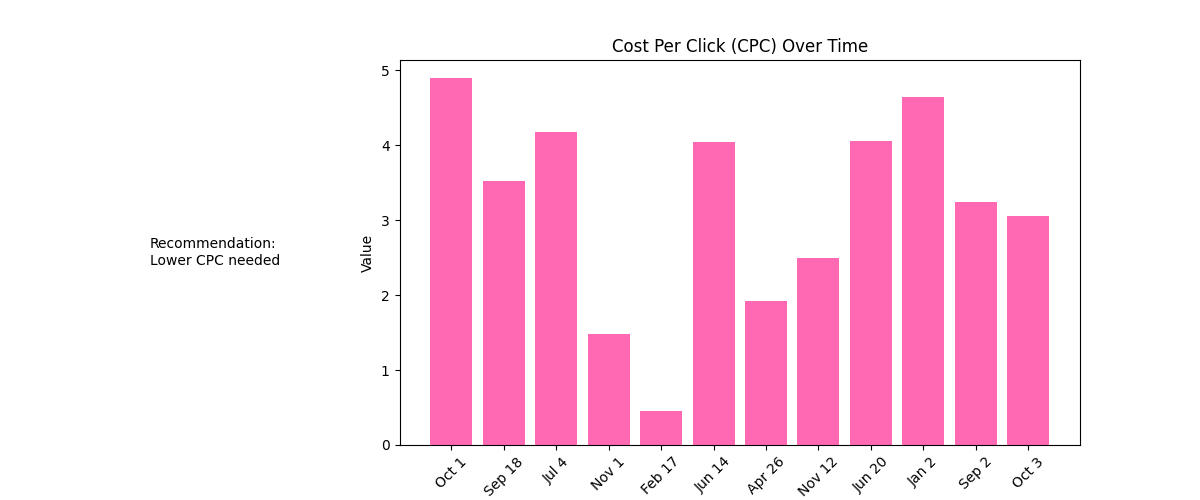 Cost Per Click (CPC) Over Time
Recommendation:
Lower CPC needed
Value
5
4
3
2
1
0
Oct 1
Sep 18
Jul 4
Nov 1
Feb 17
Jun 14
Apr 26
Nov 12
Jun 20
Jan 2
Sep 2
Oct 3